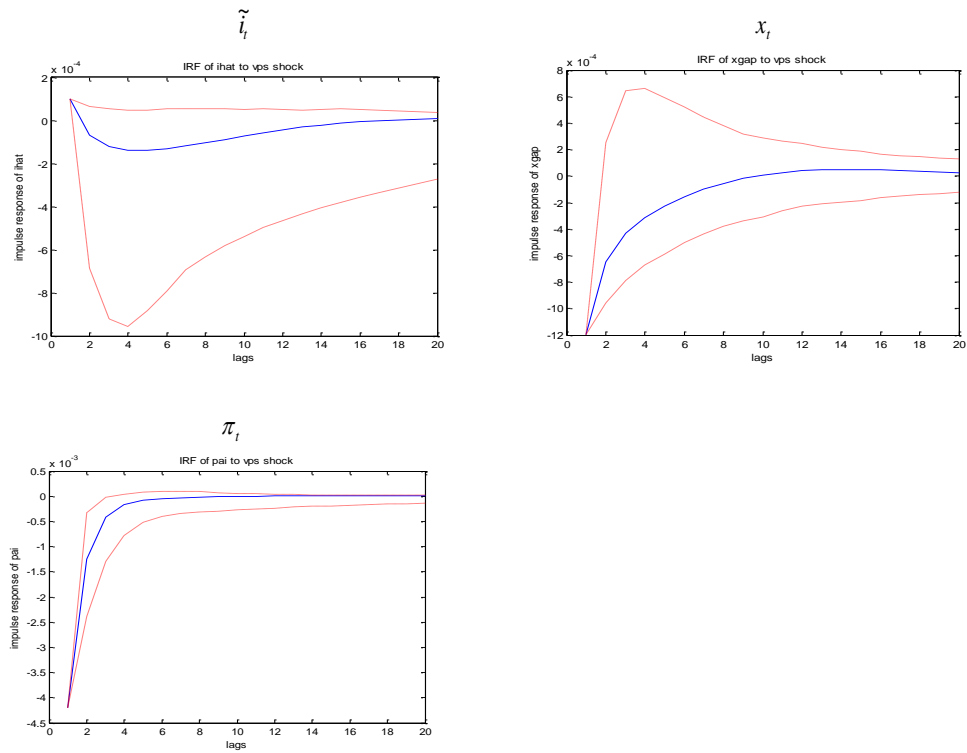 ĩ̇_t x_t
IRF of ihat to vps shock
x 10^-4
2
0
-2
-4
-6
-8
-10
impulse response of ihat
0 2 4 6 8 10 12 14 16 18 20
lags
IRF of xgap to vps shock
x 10^-4
8
6
4
2
0
-2
-4
-6
-8
-10
-12
impulse response of xgap
0 2 4 6 8 10 12 14 16 18 20
lags
π_t
IRF of pai to vps shock
x 10^-3
0.5
0
-0.5
-1
-1.5
-2
-2.5
-3
-3.5
-4
-4.5
impulse response of pai
0 2 4 6 8 10 12 14 16 18 20
lags